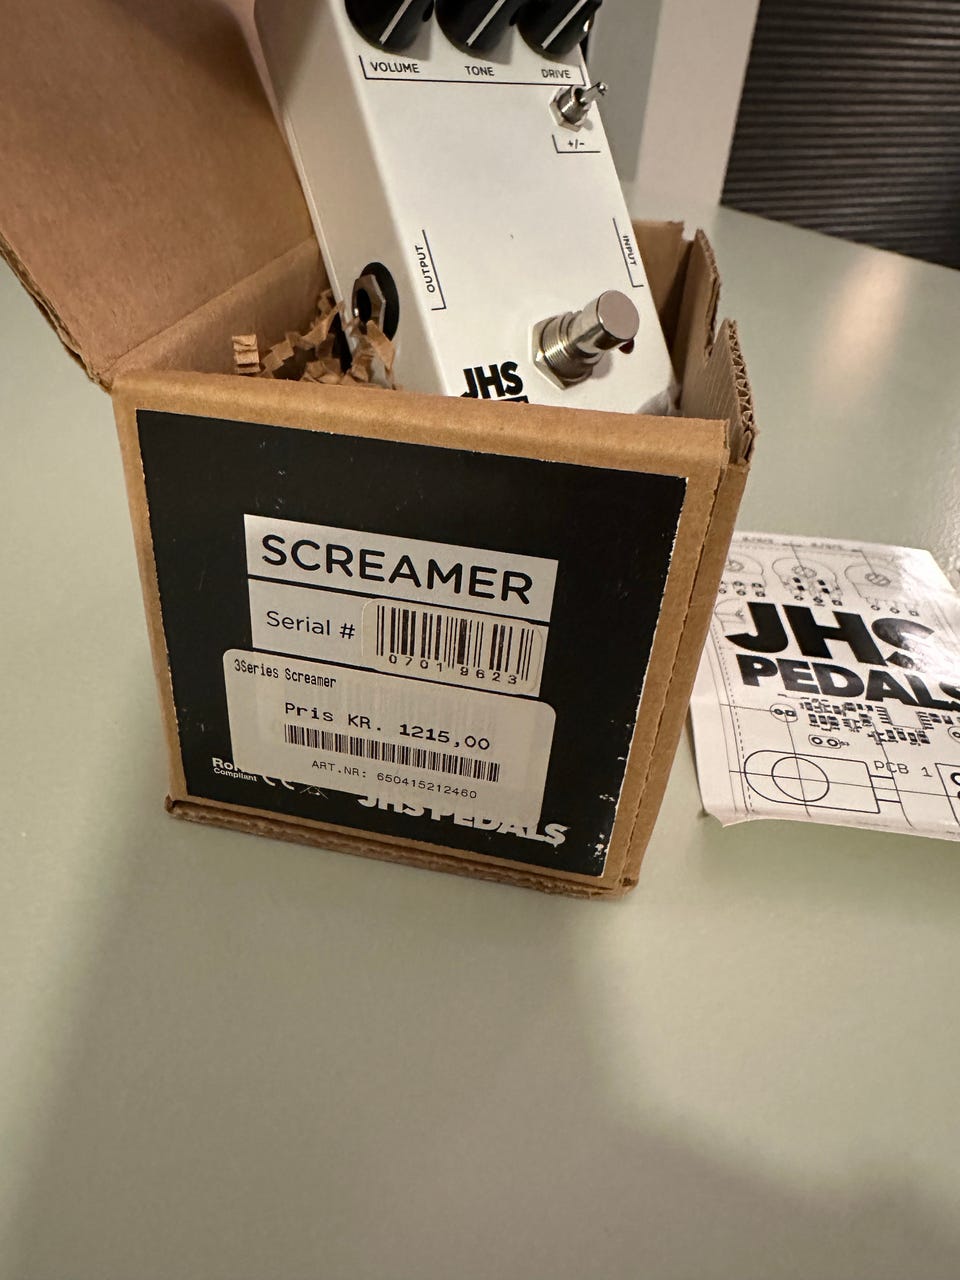 VOLUME TONE DRIVE
+/-
OUTPUT
INPUT
JHS
SCREAMER
Serial #
07019623
3Series Screamer
Pris KR. 1215,00
ART.NR: 650415212460
Compliant
JHS PEDALS
JHS
PEDALS
PCB 1